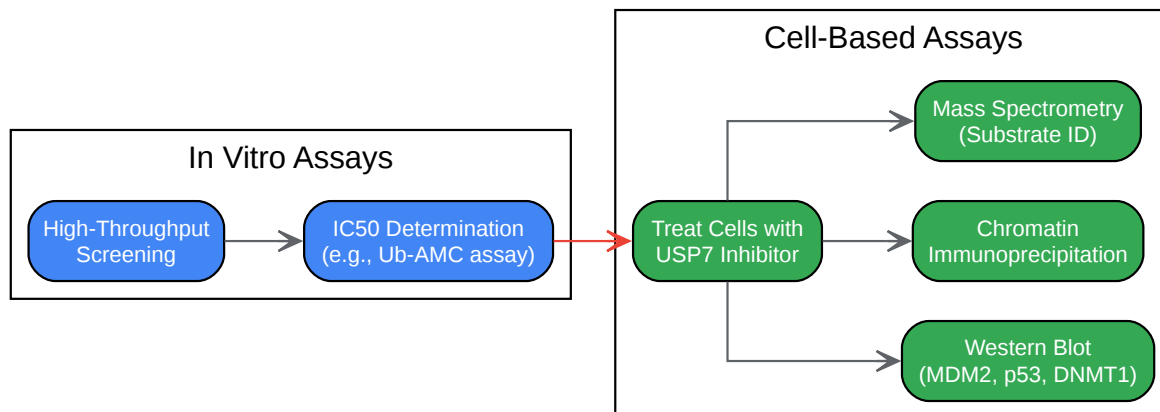 In Vitro Assays
High-Throughput
Screening
IC50 Determination
(e.g., Ub-AMC assay)
Cell-Based Assays
Treat Cells with
USP7 Inhibitor
Mass Spectrometry
(Substrate ID)
Chromatin
Immunoprecipitation
Western Blot
(MDM2, p53, DNMT1)